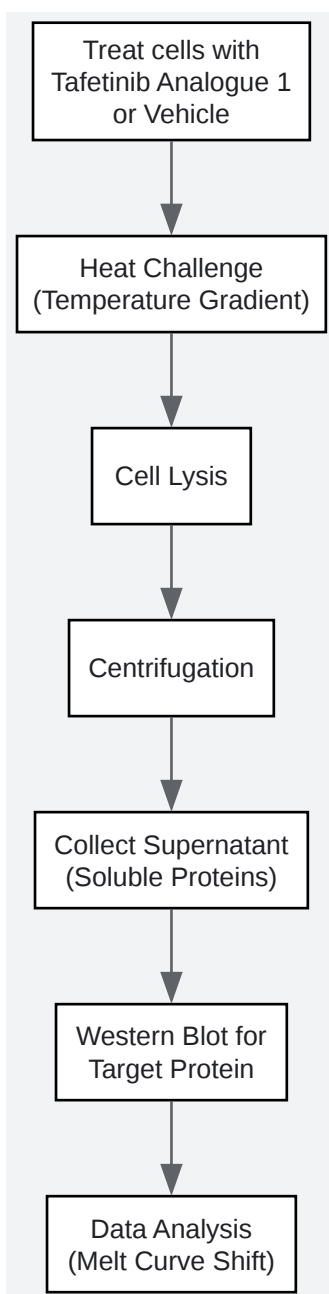 Treat cells with
Tafetinib Analogue 1
or Vehicle
Heat Challenge
(Temperature Gradient)
Cell Lysis
Centrifugation
Collect Supernatant
(Soluble Proteins)
Western Blot for
Target Protein
Data Analysis
(Melt Curve Shift)